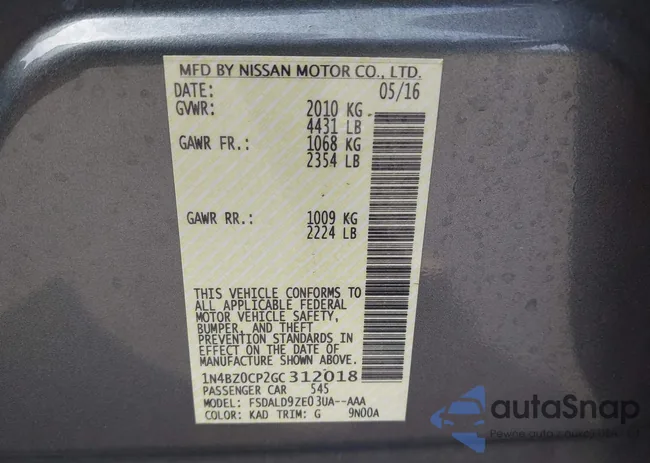 MFD BY NISSAN MOTOR CO., LTD.
DATE: 05/16
GVWR: 2010 KG
4431 LB
GAWR FR.: 1068 KG
2354 LB
GAWR RR.: 1009 KG
2224 LB
THIS VEHICLE CONFORMS TO
ALL APPLICABLE FEDERAL
MOTOR VEHICLE SAFETY,
BUMPER, AND THEFT
PREVENTION STANDARDS IN
EFFECT ON THE DATE OF
MANUFACTURE SHOWN ABOVE.
1N4BZ0CP2GC312018
PASSENGER CAR 545
MODEL: FSDALD9ZE03UA--AAA
COLOR: KAD TRIM: G 9N00A
autoSnap
Pewne auto z